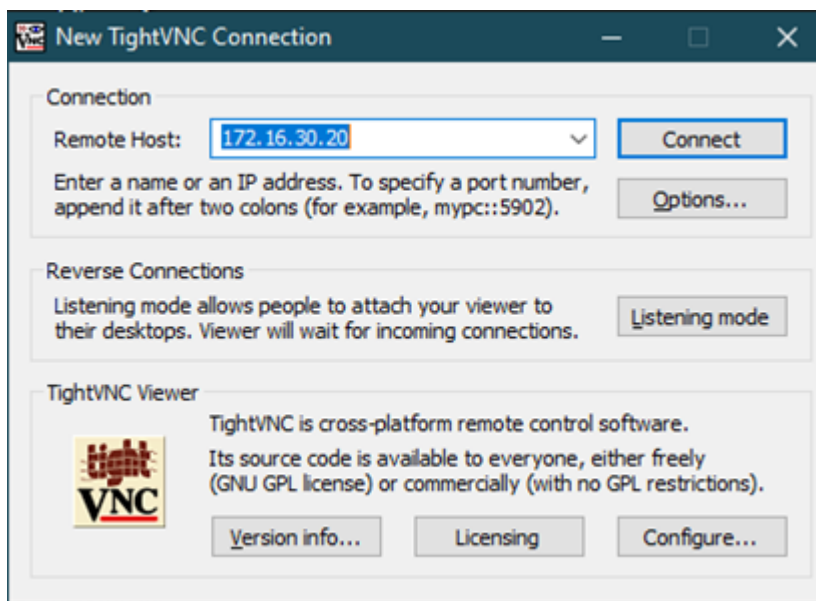 New TightVNC Connection
Connection
Remote Host: 172.16.30.20 Connect
Enter a name or an IP address. To specify a port number,
append it after two colons (for example, mypc::5902).
Options...
Reverse Connections
Listening mode allows people to attach your viewer to
their desktops. Viewer will wait for incoming connections.
Listening mode
TightVNC Viewer
TightVNC is cross-platform remote control software.
Its source code is available to everyone, either freely
(GNU GPL license) or commercially (with no GPL restrictions).
tight
VNC
Version info... Licensing Configure...